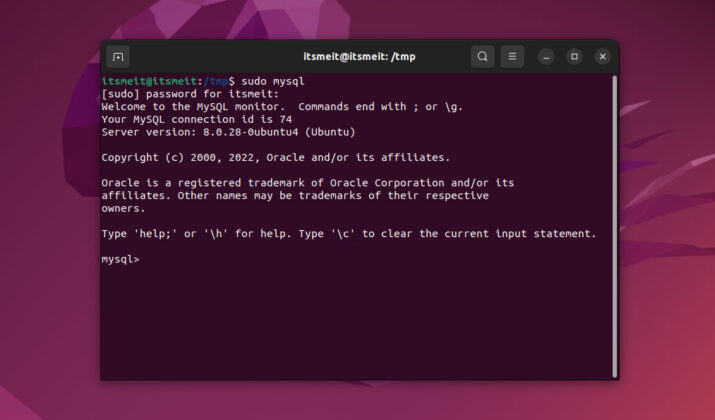 itsmeit@itsmeit: /tmp
itsmeit@itsmeit:/tmp$ sudo mysql
[sudo] password for itsmeit:
Welcome to the MySQL monitor.  Commands end with ; or \g.
Your MySQL connection id is 74
Server version: 8.0.28-0ubuntu4 (Ubuntu)
Copyright (c) 2000, 2022, Oracle and/or its affiliates.
Oracle is a registered trademark of Oracle Corporation and/or its
affiliates. Other names may be trademarks of their respective
owners.
Type 'help;' or '\h' for help. Type '\c' to clear the current input statement.
mysql>